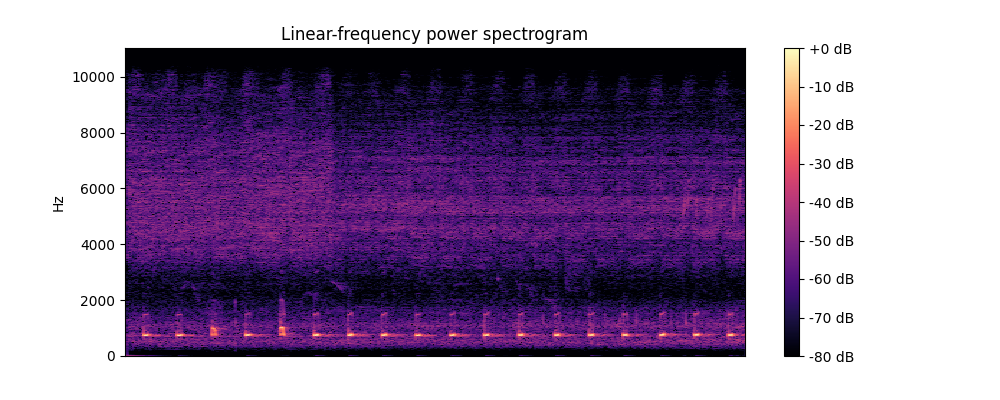 Linear-frequency power spectrogram
Hz
10000
8000
6000
4000
2000
0
+0 dB
-10 dB
-20 dB
-30 dB
-40 dB
-50 dB
-60 dB
-70 dB
-80 dB